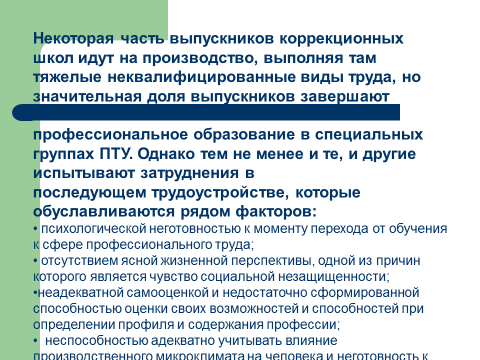 Некоторая часть выпускников коррекционных
школ идут на производство, выполняя там
тяжелые неквалифицированные виды труда, но
значительная доля выпускников завершают
профессиональное образование в специальных
группах ПТУ. Однако тем не менее и те, и другие
испытывают затруднения в
последующем трудоустройстве, которые
обуславливаются рядом факторов:
• психологической неготовностью к моменту перехода от обучения
к сфере профессионального труда;
• отсутствием ясной жизненной перспективы, одной из причин
которого является чувство социальной незащищенности;
•неадекватной самооценкой и недостаточно сформированной
способностью оценки своих возможностей и способностей при
определении профиля и содержания профессии;
• неспособностью адекватно учитывать влияние
производственного микроклимата на человека и неготовность к